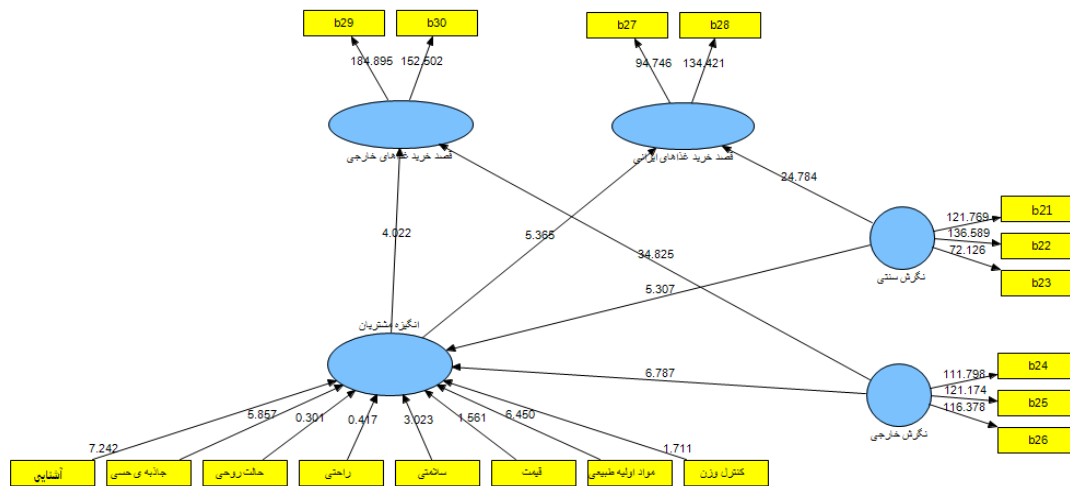 b29
b30
b27
b28
184.895
152.502
94.746
134.421
قصد خرید غذاهای خارجی
قصد خرید غذاهای ایرانی
24.784
b21
121.769
136.589
b22
72.126
b23
نگرش سنتی
4.022
5.365
34.825
5.307
انگیزه مشتریان
6.787
b24
111.798
121.174
b25
116.378
b26
نگرش خارجی
7.242
5.857
0.301
0.417
3.023
1.561
6.450
1.711
آشنایی
جاذبه ی حسی
حالت روحی
راحتی
سلامتی
قیمت
مواد اولیه طبیعی
کنترل وزن